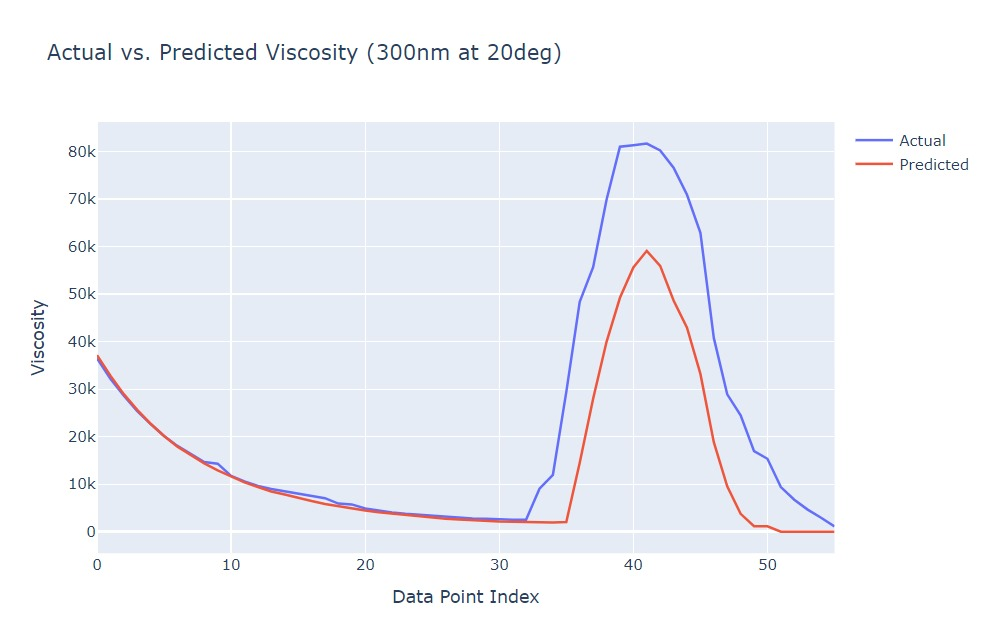 Actual vs. Predicted Viscosity (300nm at 20deg)
Actual
Predicted
80k
70k
60k
50k
40k
30k
20k
10k
0
Viscosity
0 10 20 30 40 50
Data Point Index